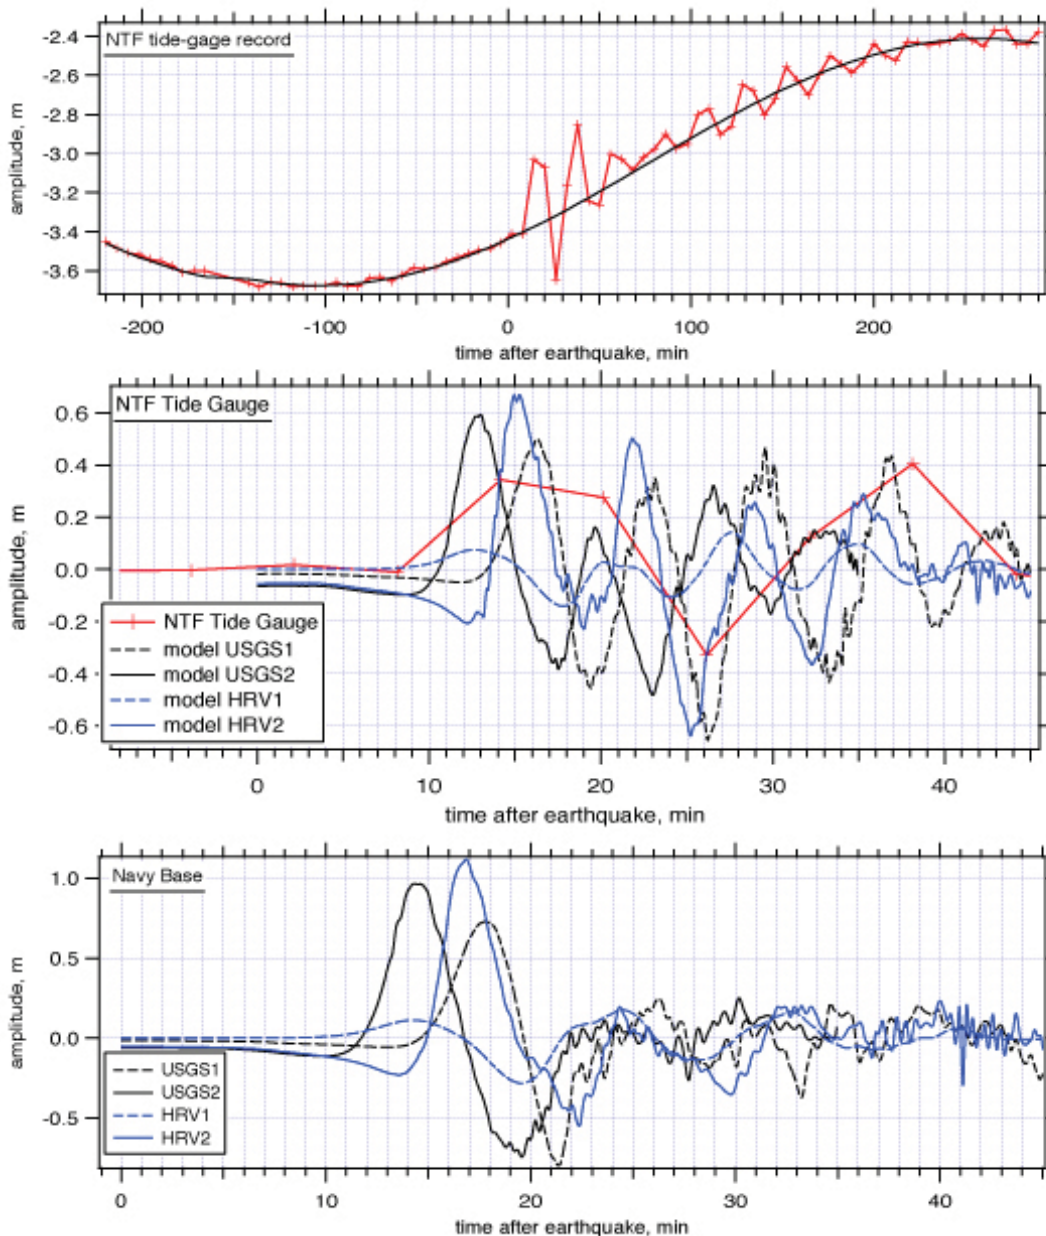 NTF tide-gage record
amplitude, m
-2.4
-2.6
-2.8
-3.0
-3.2
-3.4
-3.6
-200
-100
0
100
200
time after earthquake, min
NTF Tide Gauge
amplitude, m
0.6
0.4
0.2
0.0
-0.2
-0.4
-0.6
NTF Tide Gauge
model USGS1
model USGS2
model HRV1
model HRV2
0
10
20
30
40
time after earthquake, min
Navy Base
amplitude, m
1.0
0.5
0.0
-0.5
USGS1
USGS2
HRV1
HRV2
0
10
20
30
40
time after earthquake, min